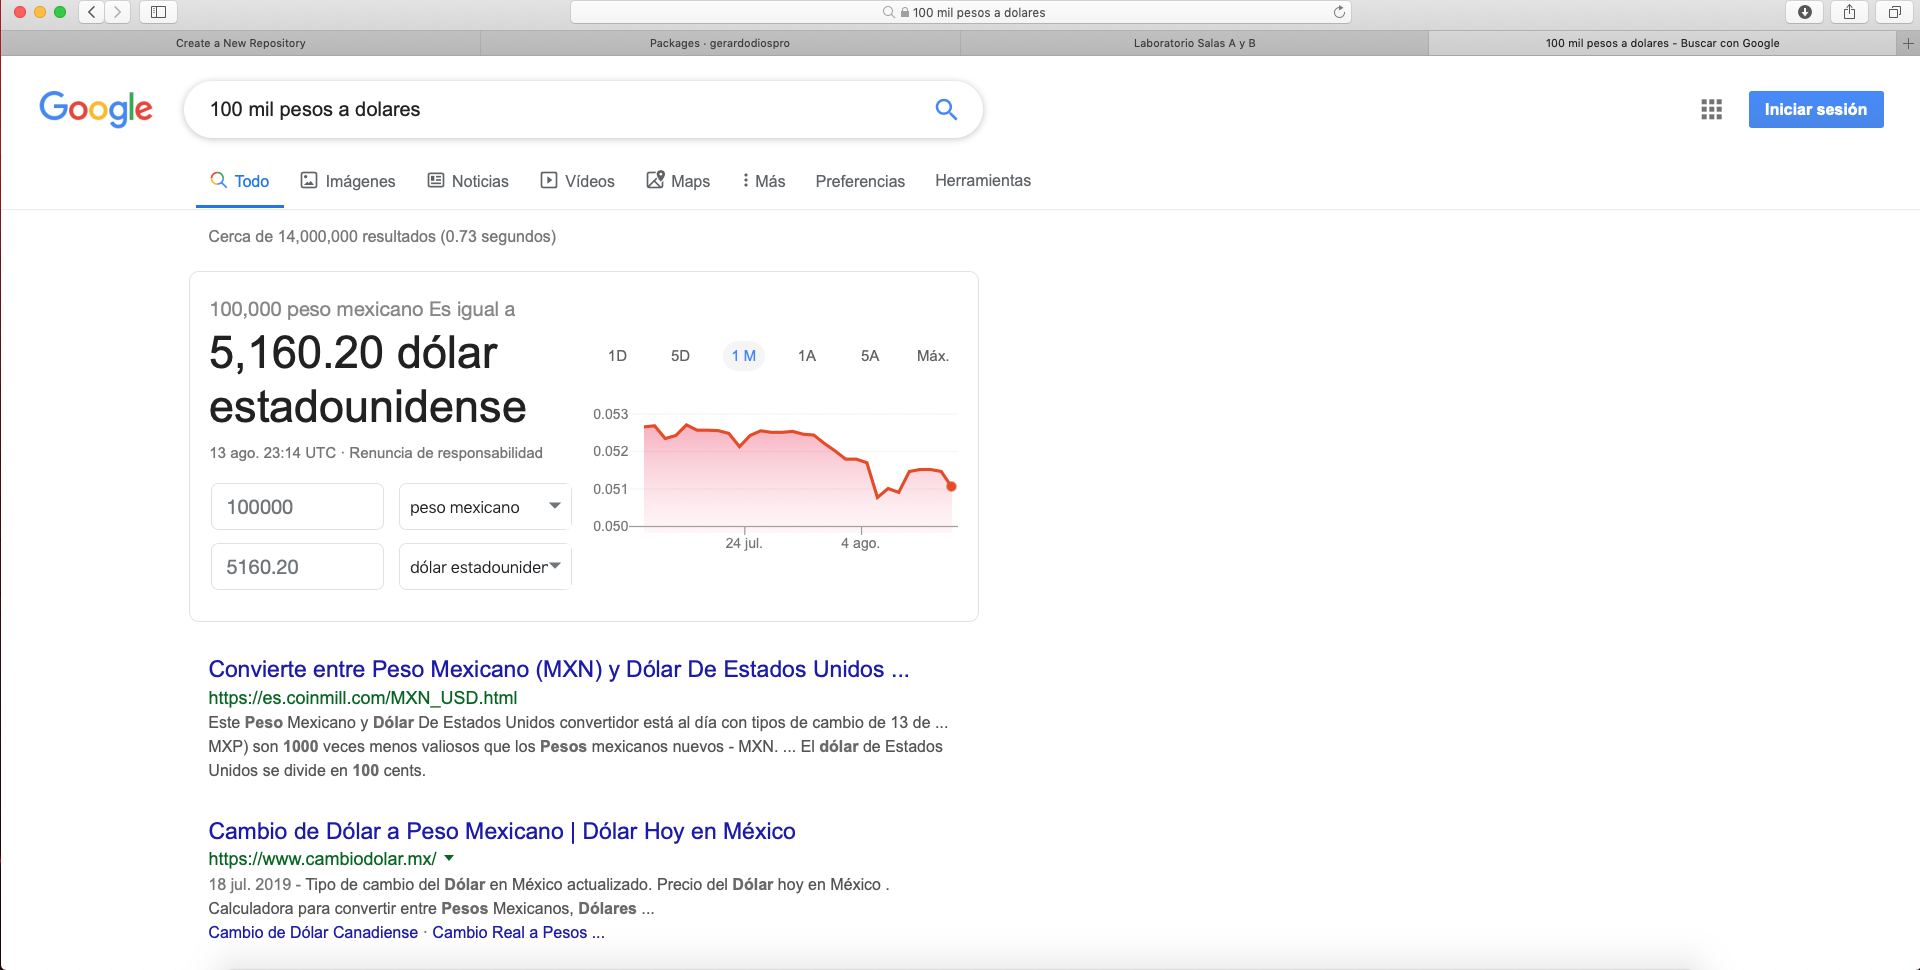 100 mil pesos a dolares
Create a New Repository
Packages · gerardodiospro
Laboratorio Salas A y B
100 mil pesos a dolares - Buscar con Google
Google
100 mil pesos a dolares
Iniciar sesión
Todo
Imágenes
Noticias
Vídeos
Maps
Más
Preferencias
Herramientas
Cerca de 14,000,000 resultados (0.73 segundos)
100,000 peso mexicano Es igual a
5,160.20 dólar
estadounidense
13 ago. 23:14 UTC · Renuncia de responsabilidad
100000
peso mexicano
5160.20
dólar estadounider
1D
5D
1 M
1A
5A
Máx.
0.053
0.052
0.051
0.050
24 jul.
4 ago.
Convierte entre Peso Mexicano (MXN) y Dólar De Estados Unidos ...
https://es.coinmill.com/MXN_USD.html
Este Peso Mexicano y Dólar De Estados Unidos convertidor está al día con tipos de cambio de 13 de ...
MXP) son 1000 veces menos valiosos que los Pesos mexicanos nuevos - MXN. ... El dólar de Estados
Unidos se divide en 100 cents.
Cambio de Dólar a Peso Mexicano | Dólar Hoy en México
https://www.cambiodolar.mx/
18 jul. 2019 - Tipo de cambio del Dólar en México actualizado. Precio del Dólar hoy en México .
Calculadora para convertir entre Pesos Mexicanos, Dólares ...
Cambio de Dólar Canadiense · Cambio Real a Pesos ...